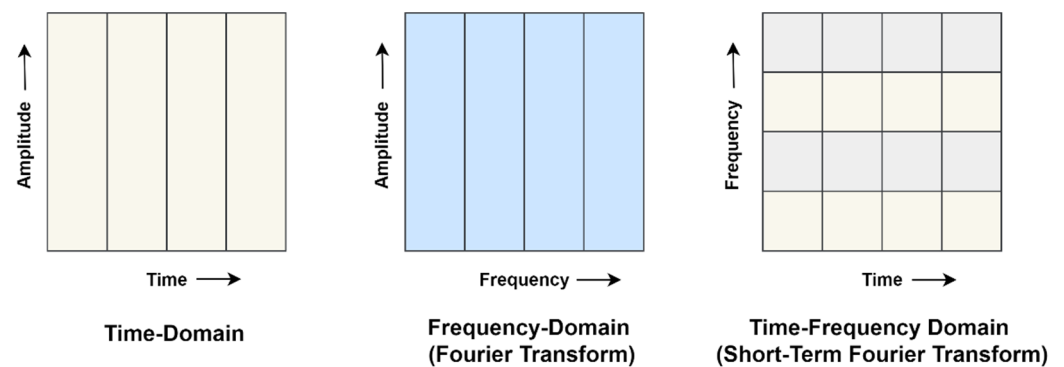 Amplitude
Time
Time-Domain
Amplitude
Frequency
Frequency-Domain
(Fourier Transform)
Frequency
Time
Time-Frequency Domain
(Short-Term Fourier Transform)